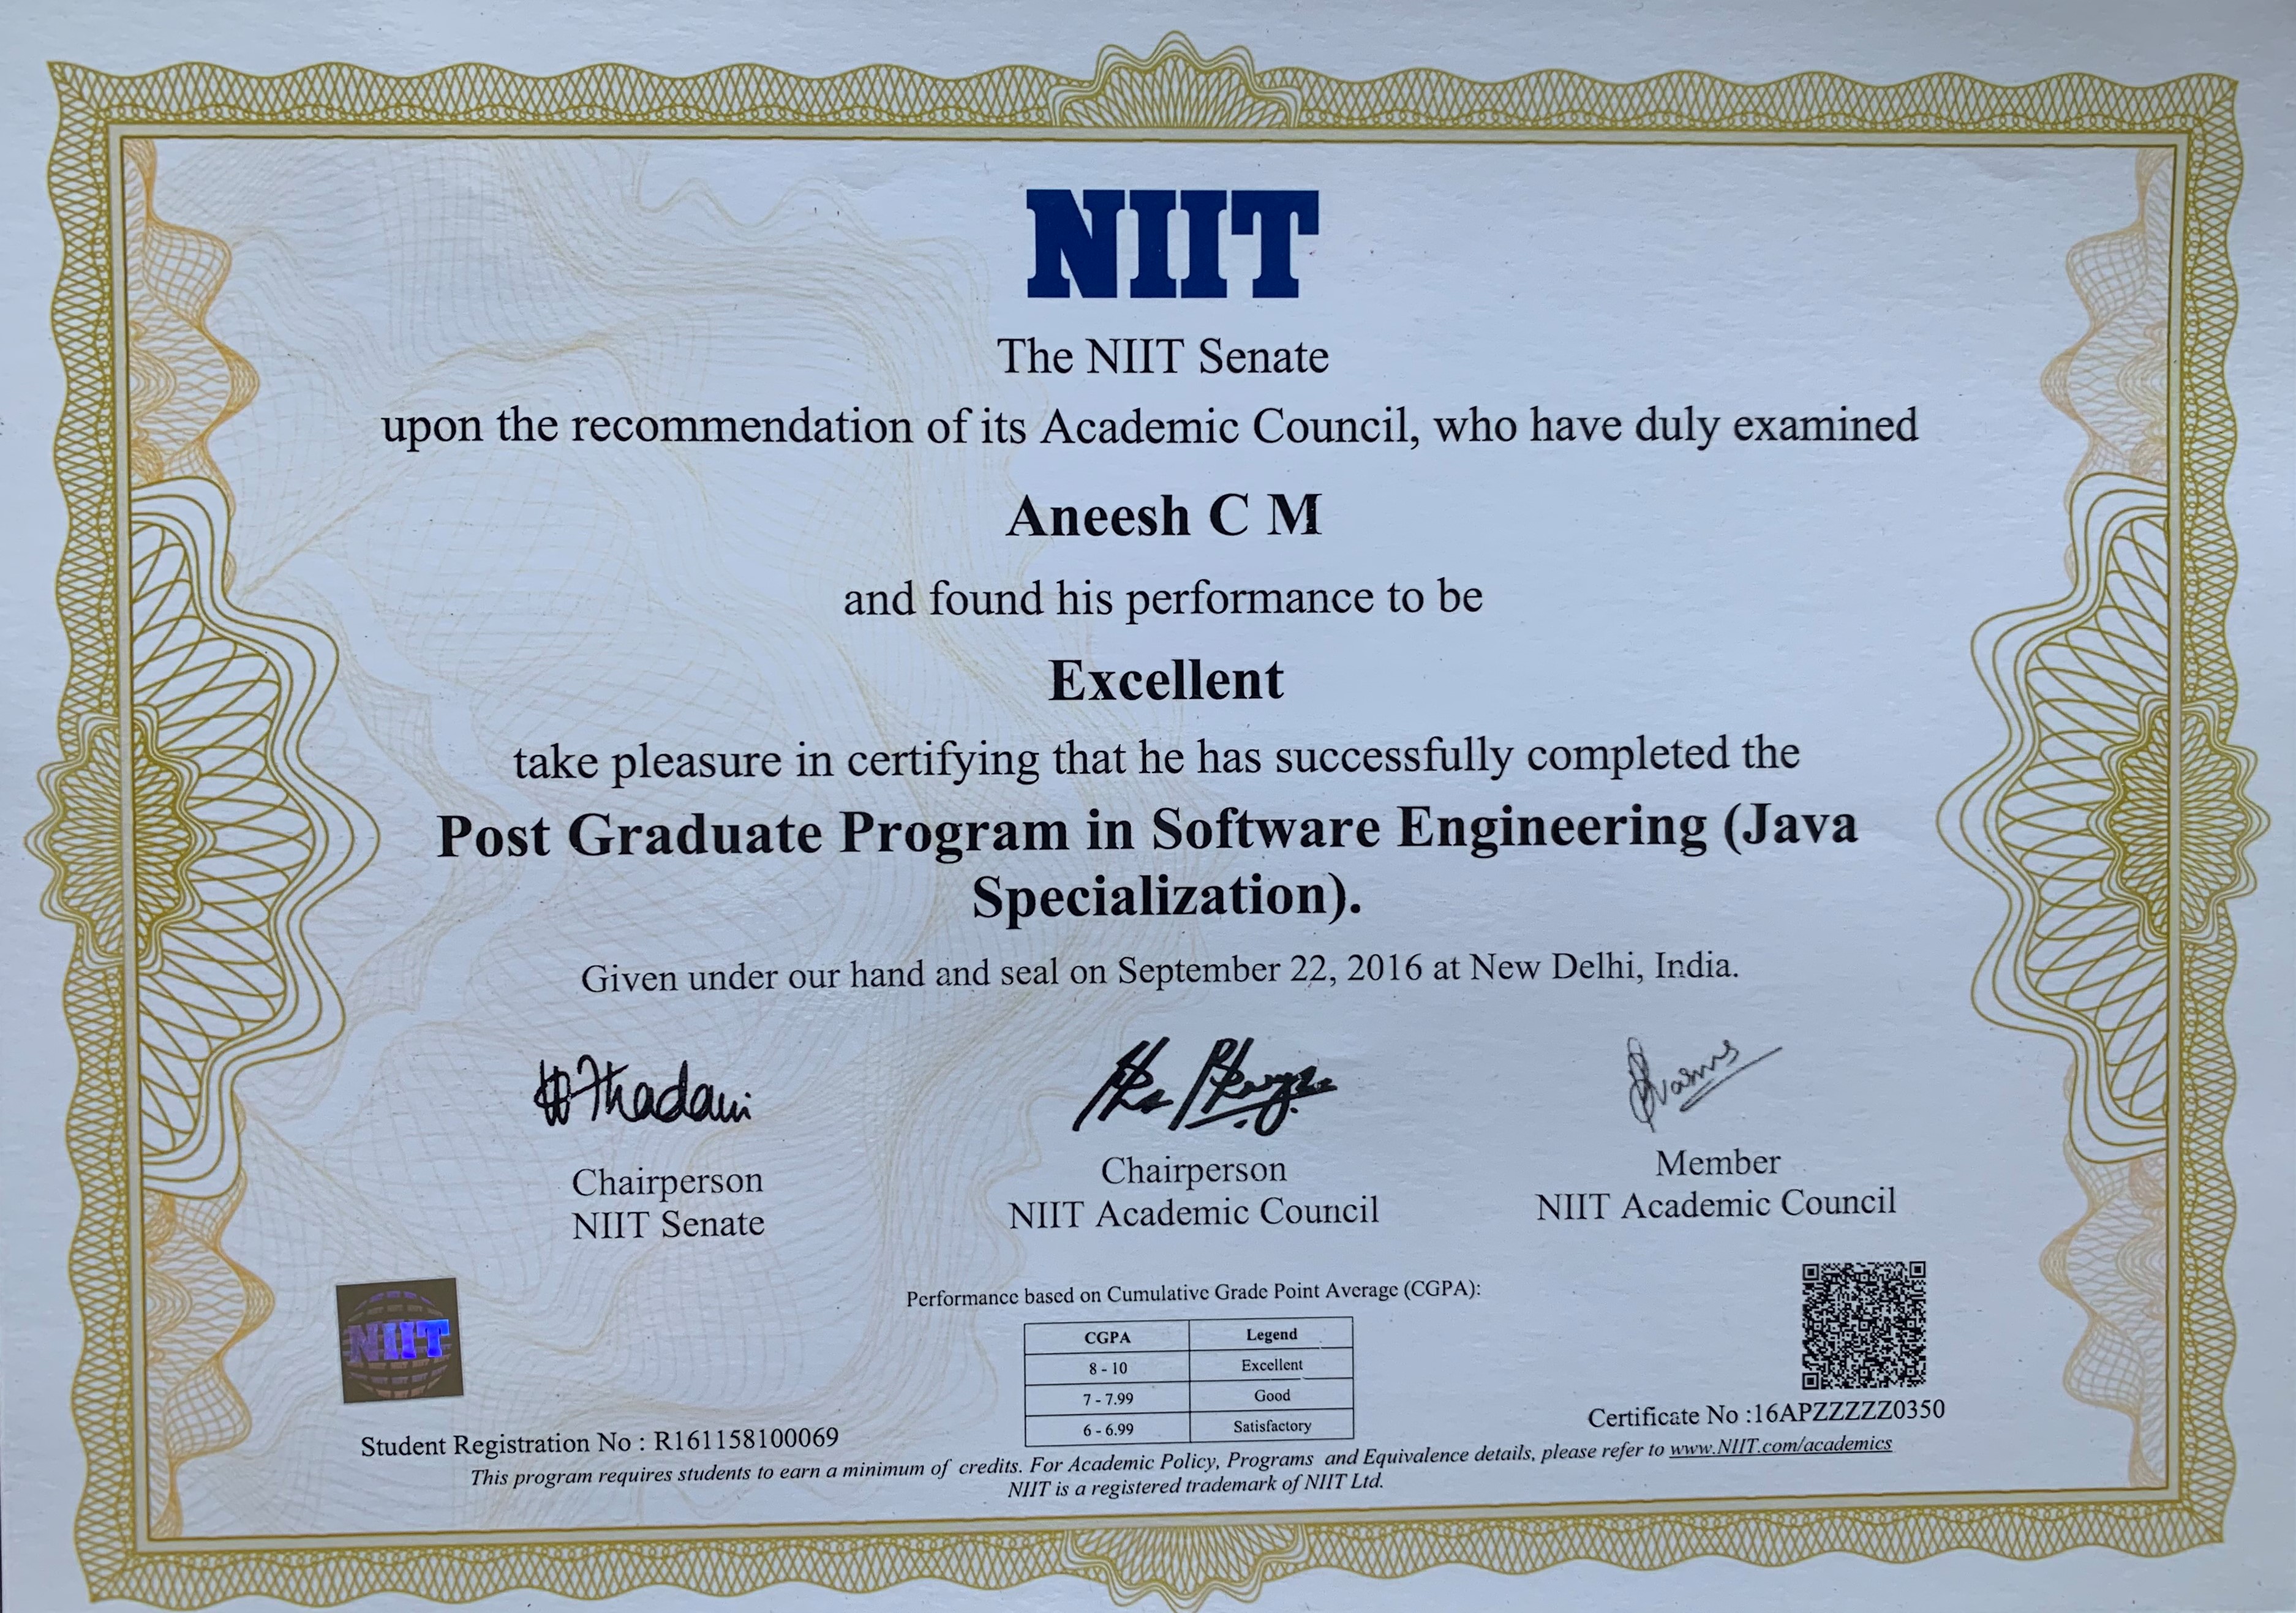 NIIT
The NIIT Senate
upon the recommendation of its Academic Council, who have duly examined
Aneesh C M
and found his performance to be
Excellent
take pleasure in certifying that he has successfully completed the
Post Graduate Program in Software Engineering (Java
Specialization).
Given under our hand and seal on September 22, 2016 at New Delhi, India.
Thadani
Chairperson
NIIT Senate
Chairperson
NIIT Academic Council
Member
NIIT Academic Council
NIIT
Performance based on Cumulative Grade Point Average (CGPA):
CGPA Legend
8 - 10 Excellent
7 - 7.99 Good
6 - 6.99 Satisfactory
Student Registration No : R161158100069
Certificate No :16APZZZZZ0350
This program requires students to earn a minimum of credits. For Academic Policy, Programs and Equivalence details, please refer to www.NIIT.com/academics
NIIT is a registered trademark of NIIT Ltd.